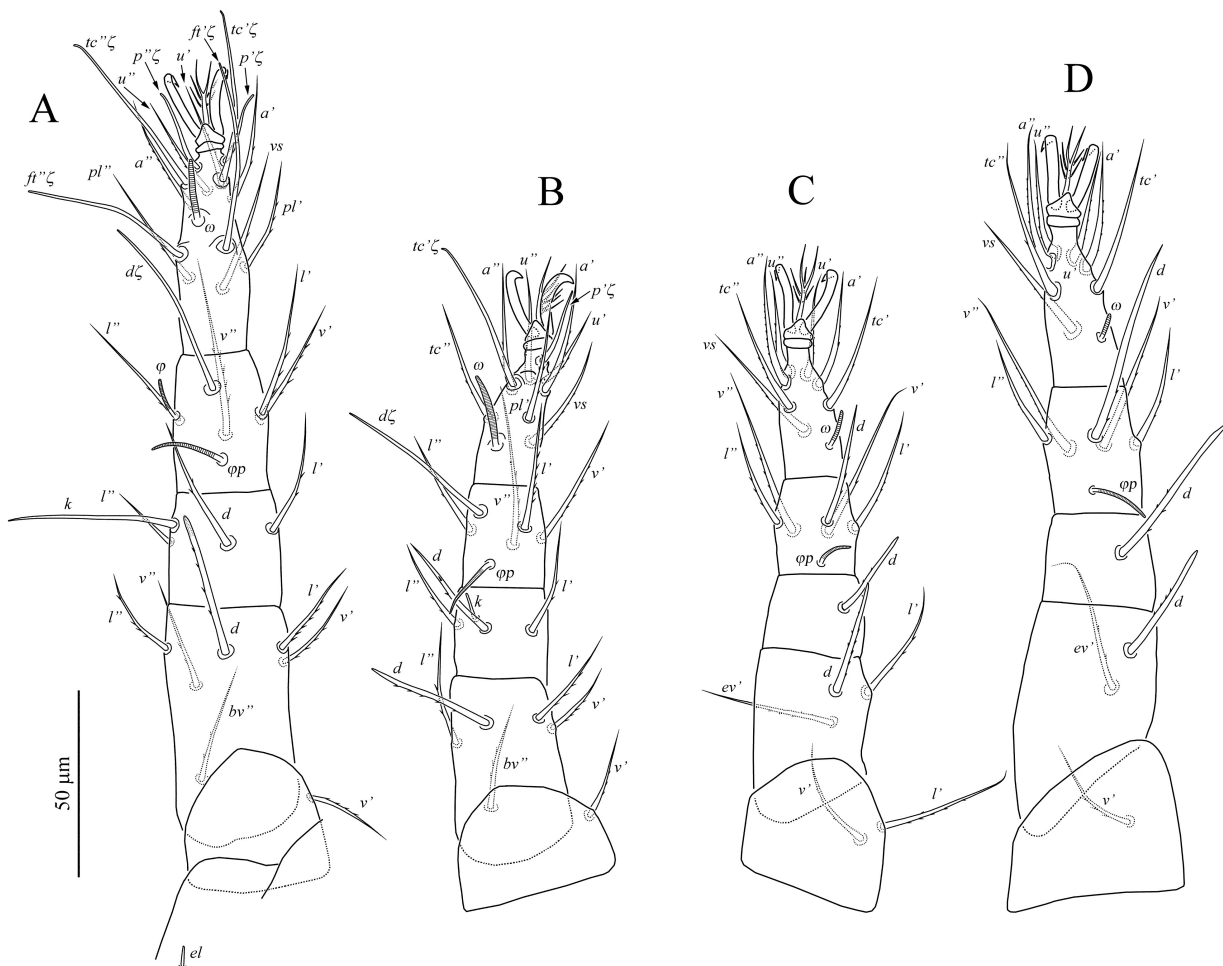 A
tc”ζ
p”ζ
u’
ft’ζ
tc’ζ
p’ζ
u”
a’
a”
vs
pl”
pl’
ft”ζ
ω
dζ
l’
v”
l”
v’
φ
φp
l’
k
l”
d
v”
l’
l”
d
v’
bv”
v’
el
50 µm
B
tc’ζ
a”
u”
a’
p’ζ
u’
tc”
ω
pl’
vs
dζ
l”
v”
l’
v’
d
φp
l”
k
l’
l”
d
l’
v’
bv”
v’
C
a”
u”
u’
a’
tc”
tc’
vs
v”
ω
d
v’
l”
φp
d
l’
d
ev’
v’
l’
D
a”
u”
a’
tc”
tc’
vs
u’
d
ω
v’
v”
l”
l’
φp
d
d
ev’
v’